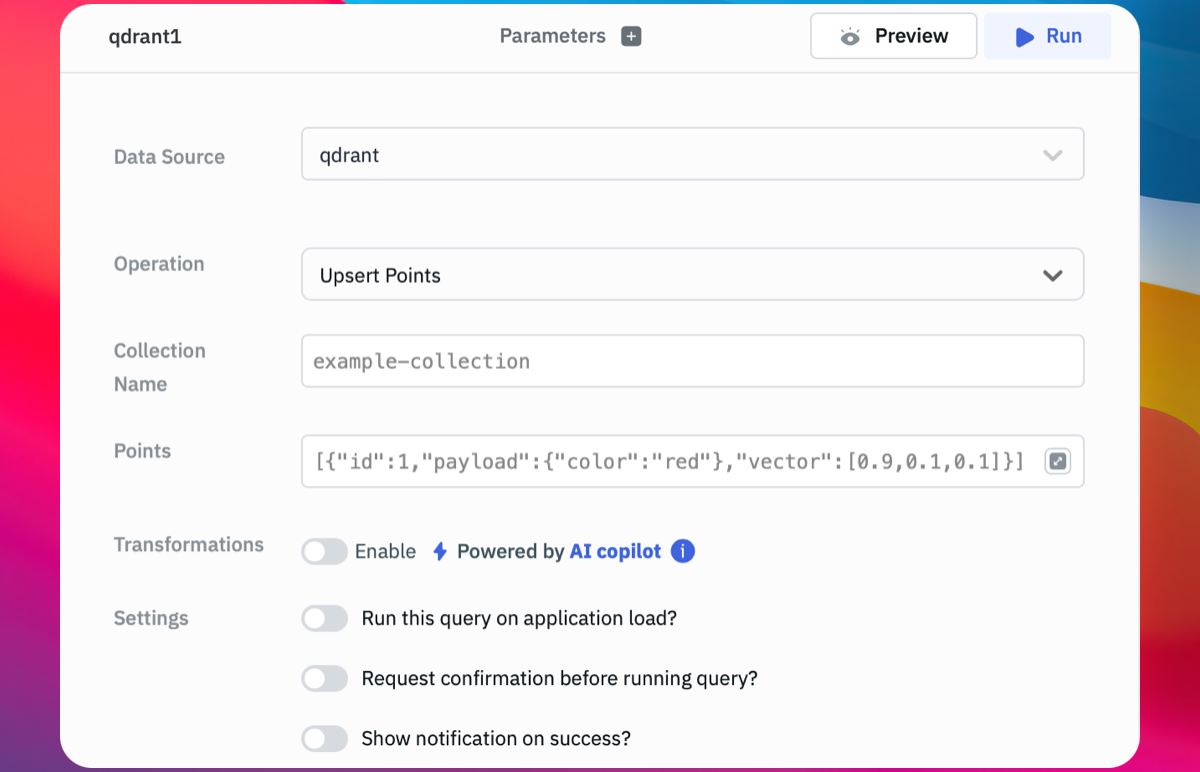 qdrant1
Parameters
Preview
Run
Data Source
qdrant
Operation
Upsert Points
Collection
Name
example-collection
Points
[{"id":1,"payload":{"color":"red"},"vector":[0.9,0.1,0.1]}]
Transformations
Enable
Powered by AI copilot
Settings
Run this query on application load?
Request confirmation before running query?
Show notification on success?